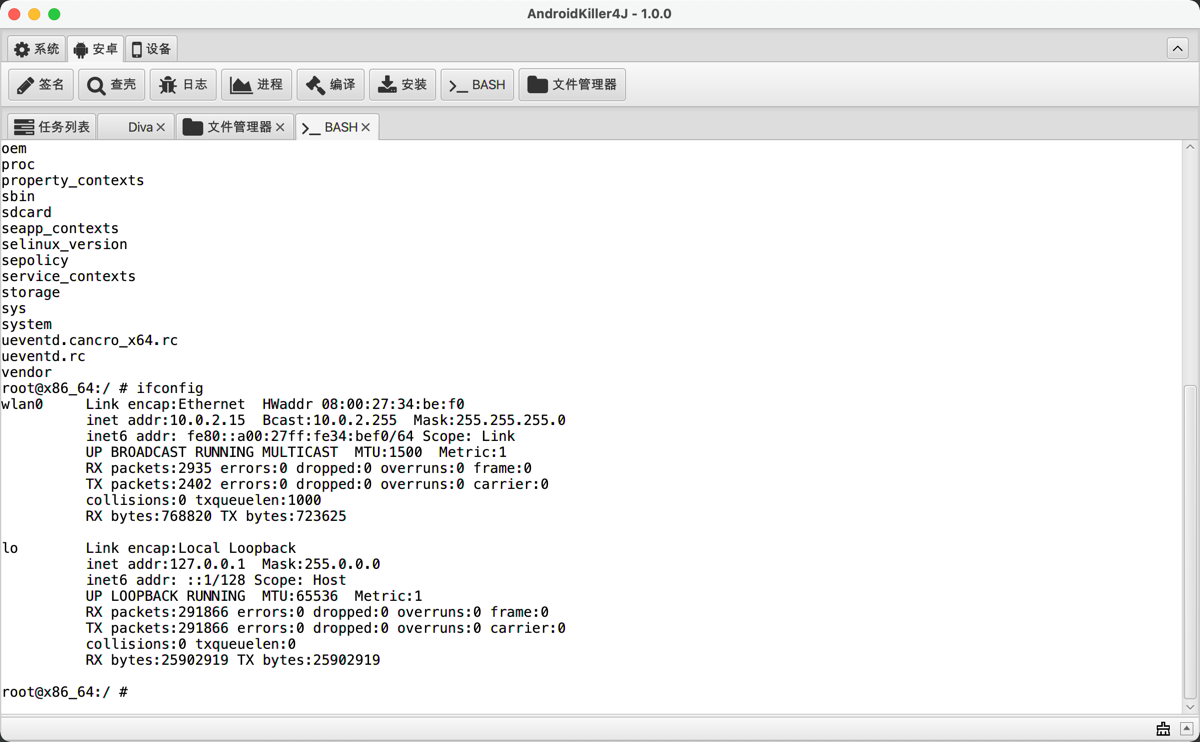 AndroidKiller4J - 1.0.0
系统 安卓 设备
签名 查壳 日志 进程 编译 安装 BASH 文件管理器
任务列表 Diva 文件管理器 BASH
oem
proc
property_contexts
sbin
sdcard
seapp_contexts
selinux_version
sepolicy
service_contexts
storage
sys
system
ueventd.cancro_x64.rc
ueventd.rc
vendor
root@x86_64:/ # ifconfig
wlan0     Link encap:Ethernet  HWaddr 08:00:27:34:be:f0
          inet addr:10.0.2.15  Bcast:10.0.2.255  Mask:255.255.255.0
          inet6 addr: fe80::a00:27ff:fe34:bef0/64 Scope: Link
          UP BROADCAST RUNNING MULTICAST  MTU:1500  Metric:1
          RX packets:2935 errors:0 dropped:0 overruns:0 frame:0
          TX packets:2402 errors:0 dropped:0 overruns:0 carrier:0
          collisions:0 txqueuelen:1000
          RX bytes:768820 TX bytes:723625
lo        Link encap:Local Loopback
          inet addr:127.0.0.1  Mask:255.0.0.0
          inet6 addr: ::1/128 Scope: Host
          UP LOOPBACK RUNNING  MTU:65536  Metric:1
          RX packets:291866 errors:0 dropped:0 overruns:0 frame:0
          TX packets:291866 errors:0 dropped:0 overruns:0 carrier:0
          collisions:0 txqueuelen:0
          RX bytes:25902919 TX bytes:25902919
root@x86_64:/ #